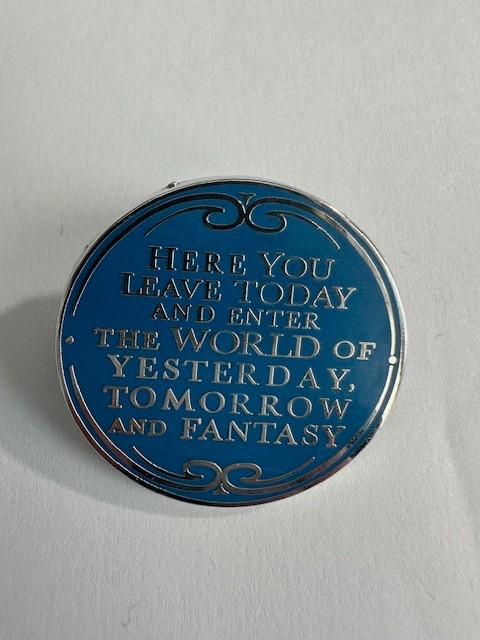 HERE YOU
LEAVE TODAY
AND ENTER
THE WORLD OF
YESTERDAY,
TOMORROW
AND FANTASY